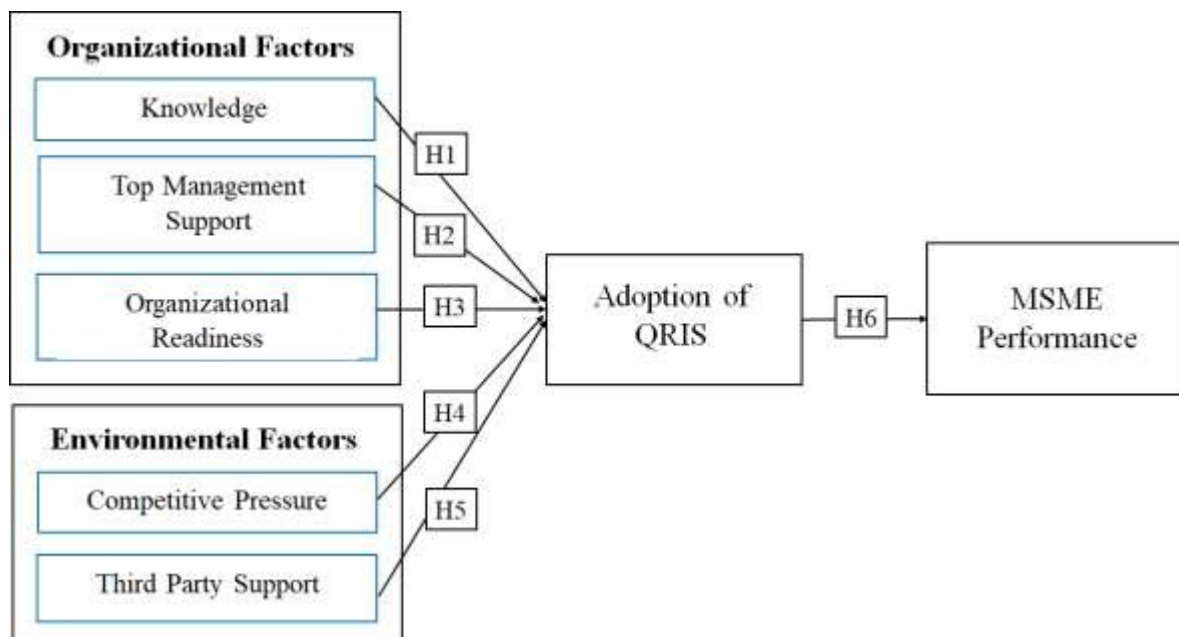 Organizational Factors
Knowledge
Top Management
Support
Organizational
Readiness
Environmental Factors
Competitive Pressure
Third Party Support
H1
H2
H3
H4
H5
Adoption of
QRIS
H6
MSME
Performance